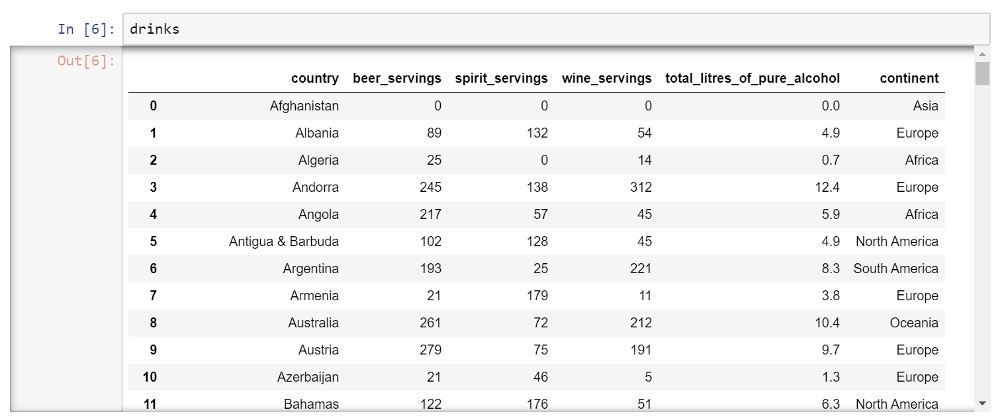 In [6]: drinks
Out[6]:
country beer_servings spirit_servings wine_servings total_litres_of_pure_alcohol continent
0 Afghanistan 0 0 0 0.0 Asia
1 Albania 89 132 54 4.9 Europe
2 Algeria 25 0 14 0.7 Africa
3 Andorra 245 138 312 12.4 Europe
4 Angola 217 57 45 5.9 Africa
5 Antigua & Barbuda 102 128 45 4.9 North America
6 Argentina 193 25 221 8.3 South America
7 Armenia 21 179 11 3.8 Europe
8 Australia 261 72 212 10.4 Oceania
9 Austria 279 75 191 9.7 Europe
10 Azerbaijan 21 46 5 1.3 Europe
11 Bahamas 122 176 51 6.3 North America